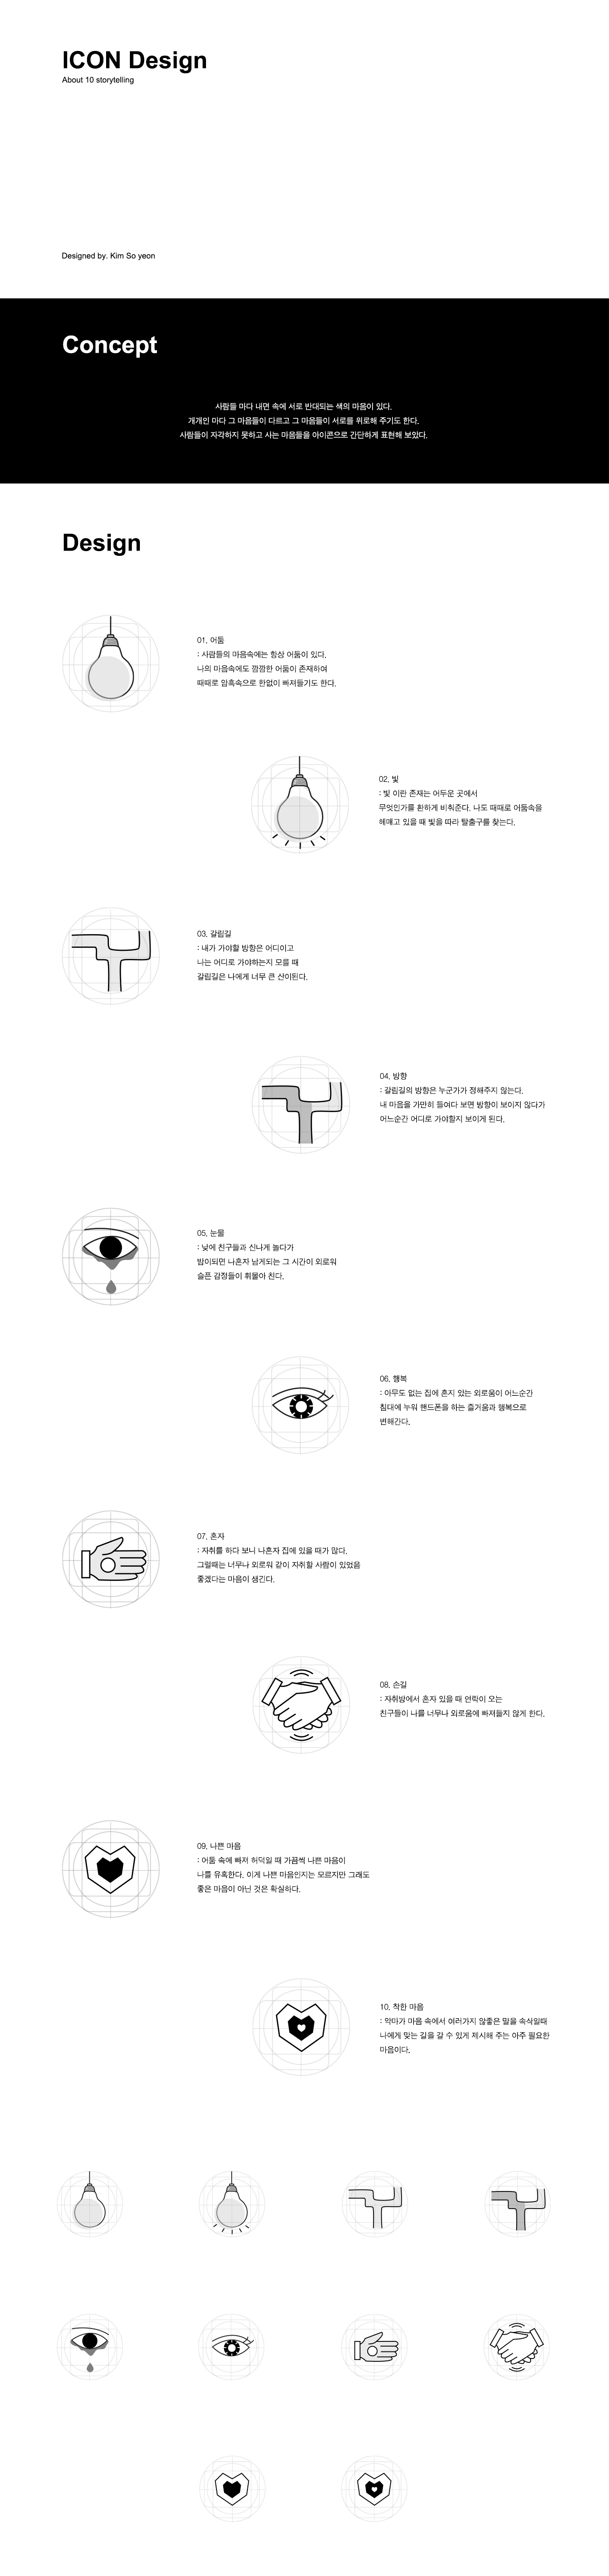 ICON Design
About 10 storytelling
Designed by. Kim So yeon
Concept
사람들 마다 내면 속에 서로 반대되는 색의 마음이 있다.
개개인 마다 그 마음들이 다르고 그 마음들이 서로를 위로해 주기도 한다.
사람들이 자각하지 못하고 사는 마음들을 아이콘으로 간단하게 표현해 보았다.
Design
01. 어둠
: 사람들의 마음속에는 항상 어둠이 있다.
나의 마음속에도 깜깜한 어둠이 존재하여
때때로 암흑속으로 한없이 빠져들기도 한다.
02. 빛
: 빛 이란 존재는 어두운 곳에서
무엇인가를 환하게 비춰준다. 나도 때때로 어둠속을
헤매고 있을 때 빛을 따라 탈출구를 찾는다.
03. 갈림길
: 내가 가야할 방향은 어디이고
나는 어디로 가야하는지 모를 때
갈림길은 나에게 너무 큰 산이된다.
04. 방향
: 갈림길의 방향은 누군가가 정해주지 않는다.
내 마음을 가만히 들여다 보면 방향이 보이지 않다가
어느순간 어디로 가야할지 보이게 된다.
05. 눈물
: 낮에 친구들과 신나게 놀다가
밤이되면 나혼자 남게되는 그 시간이 외로워
슬픈 감정들이 휘몰아 친다.
06. 행복
: 아무도 없는 집에 혼자 있는 외로움이 어느순간
침대에 누워 핸드폰을 하는 즐거움과 행복으로
변해간다.
07. 혼자
: 자취를 하다 보니 나혼자 집에 있을 때가 많다.
그럴때는 너무나 외로워 같이 자취할 사람이 있었음
좋겠다는 마음이 생긴다.
08. 손길
: 자취방에서 혼자 있을 때 연락이 오는
친구들이 나를 너무나 외로움에 빠져들지 않게 한다.
09. 나쁜 마음
: 어둠 속에 빠져 허덕일 때 가끔씩 나쁜 마음이
나를 유혹한다. 이게 나쁜 마음인지는 모르지만 그래도
좋은 마음이 아닌 것은 확실하다.
10. 착한 마음
: 악마가 마음 속에서 여러가지 않좋은 말을 속삭일때
나에게 맞는 길을 갈 수 있게 제시해 주는 아주 필요한
마음이다.